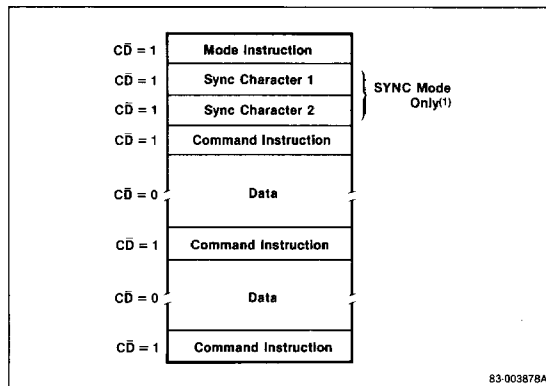 CD̄ = 1 Mode Instruction
CD̄ = 1 Sync Character 1
SYNC Mode
Only(1)
CD̄ = 1 Sync Character 2
CD̄ = 1 Command Instruction
CD̄ = 0 Data
CD̄ = 1 Command Instruction
CD̄ = 0 Data
CD̄ = 1 Command Instruction
83-003878A